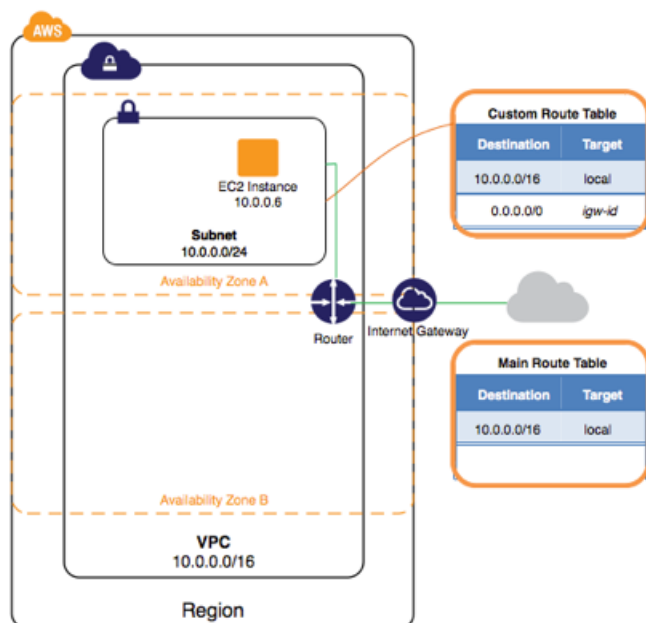 AWS
EC2 Instance
10.0.0.6
Subnet
10.0.0.0/24
Availability Zone A
Router
Internet Gateway
Availability Zone B
VPC
10.0.0.0/16
Region
Custom Route Table
Destination Target
10.0.0.0/16 local
0.0.0.0/0 igw-id
Main Route Table
Destination Target
10.0.0.0/16 local